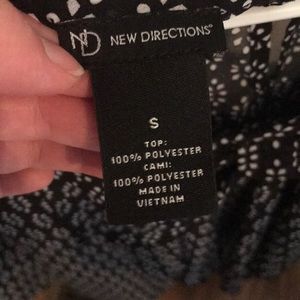 ND NEW DIRECTIONS®
S
TOP:
100% POLYESTER
CAMI:
100% POLYESTER
MADE IN
VIETNAM